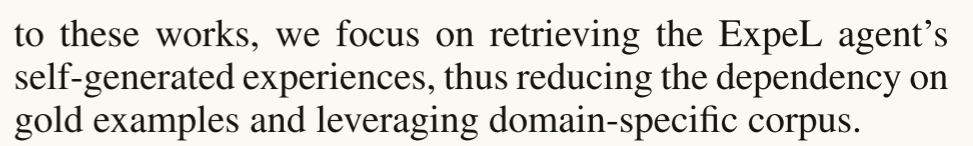 to these works, we focus on retrieving the ExpeL agent's
self-generated experiences, thus reducing the dependency on
gold examples and leveraging domain-specific corpus.